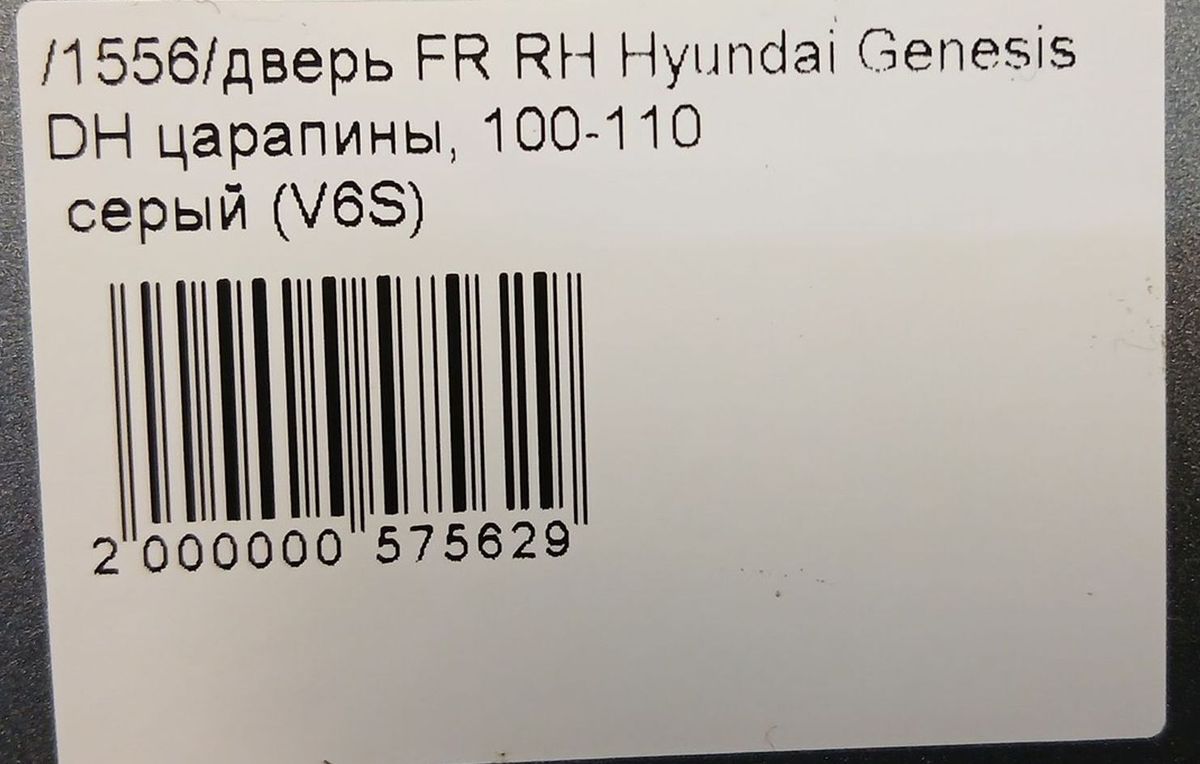 /1556/дверь FR RH Hyundai Genesis
DH царапины, 100-110
серый (V6S)
2 000000 575629